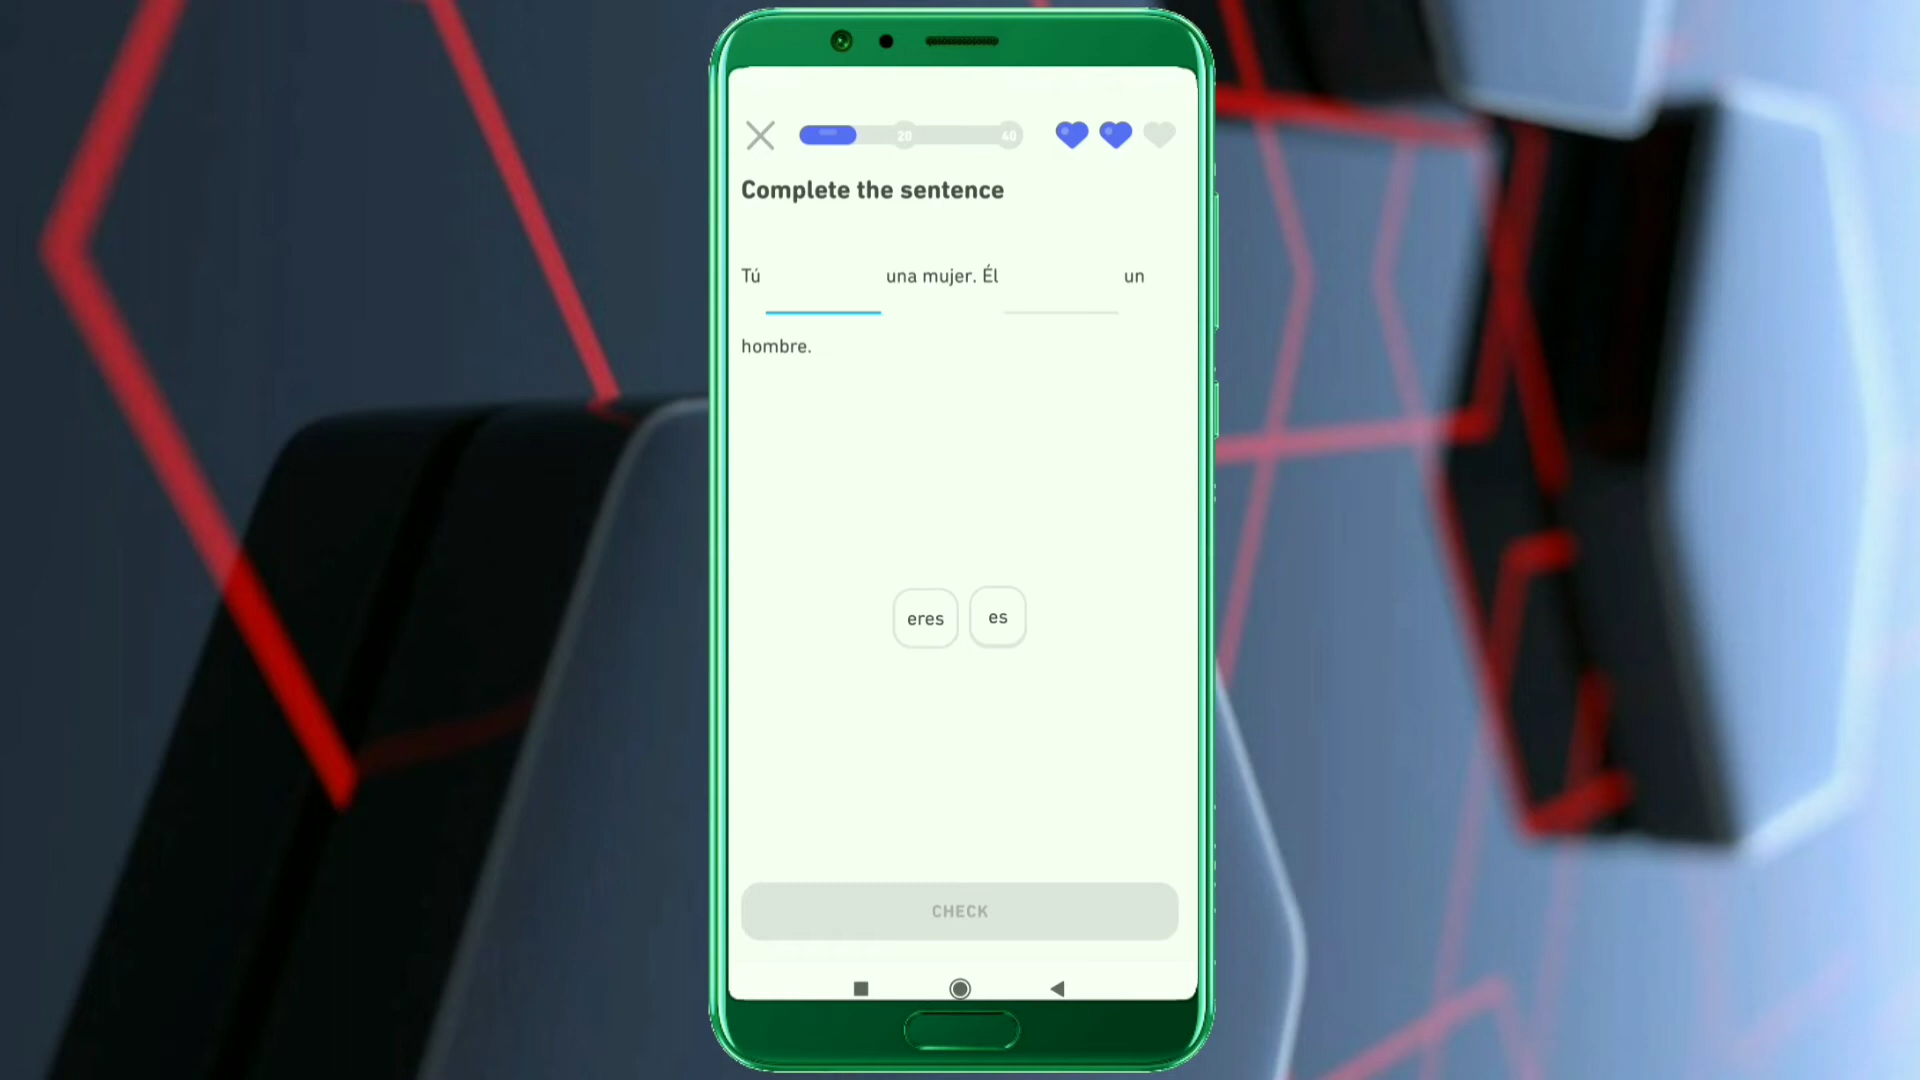 20 40
Complete the sentence
Tú una mujer. Él un
hombre.
eres es
CHECK